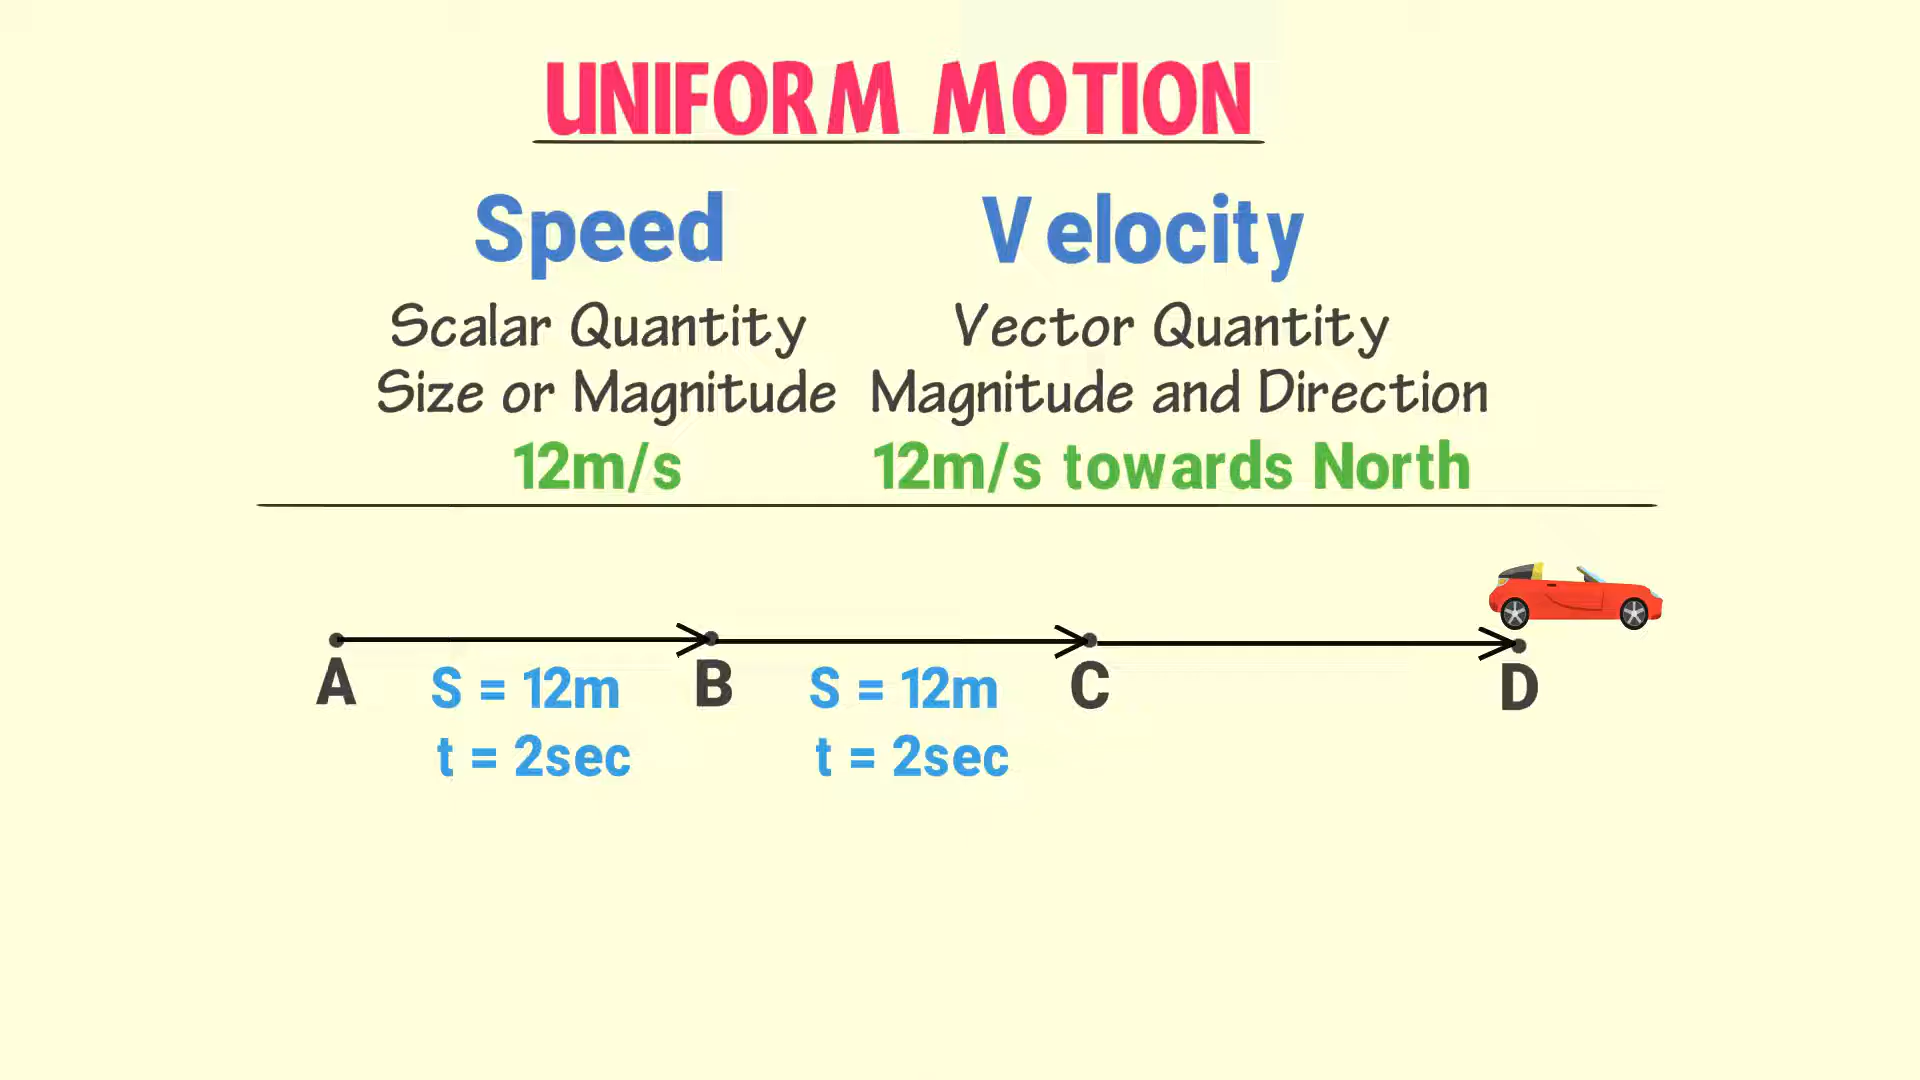 UNIFORM MOTION
Speed
Velocity
Scalar Quantity
Vector Quantity
Size or Magnitude
Magnitude and Direction
12m/s
12m/s towards North
A
B
C
D
S = 12m
S = 12m
t = 2sec
t = 2sec